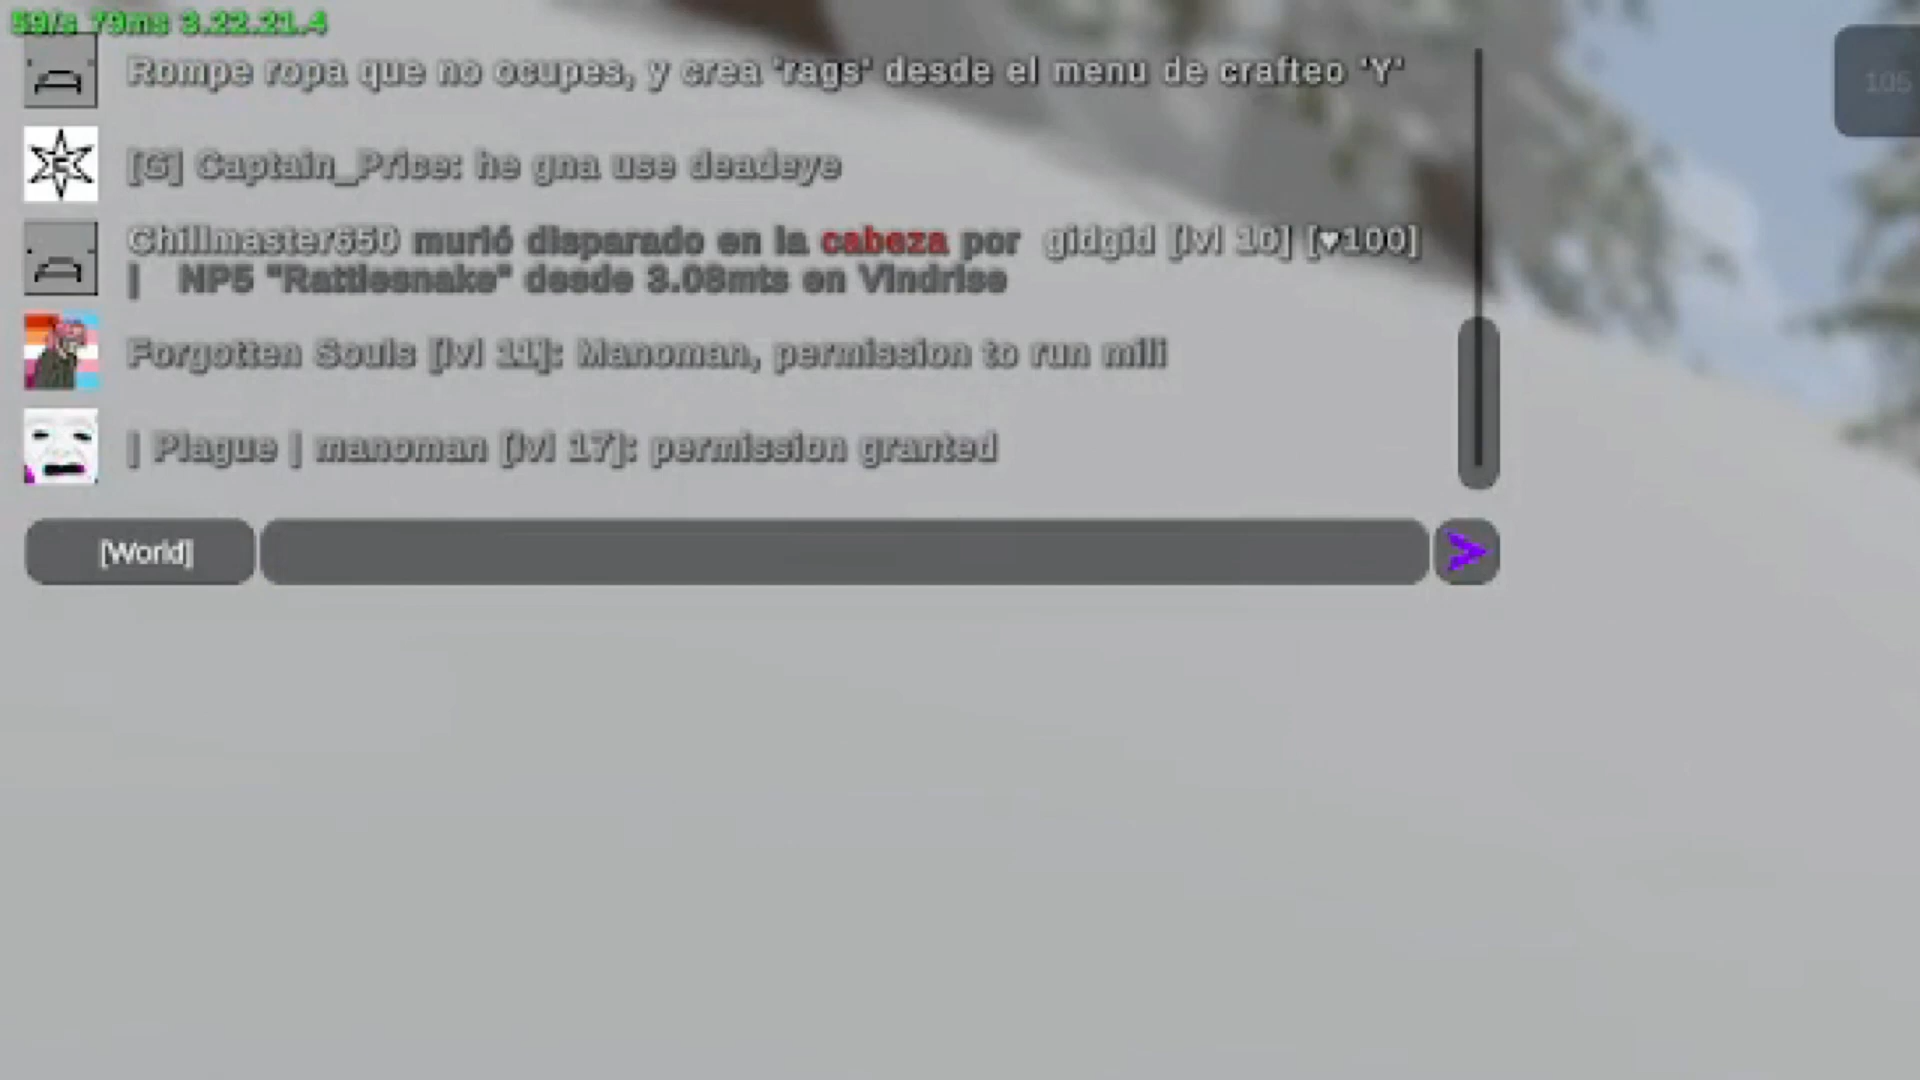 59/s 79ms 3.22.21.4
Rompe ropa que no ocupes, y crea 'rags' desde el menu de crafteo 'Y'
105
[G] Captain_Price: he gna use deadeye
Chillmaster650 murió disparado en la cabeza por gidgid [lvl 10] [♥100]
| NP5 "Rattlesnake" desde 3.08mts en Vindrise
Forgotten Souls [lvl 11]: Manoman, permission to run mili
| Plague | manoman [lvl 17]: permission granted
[World]